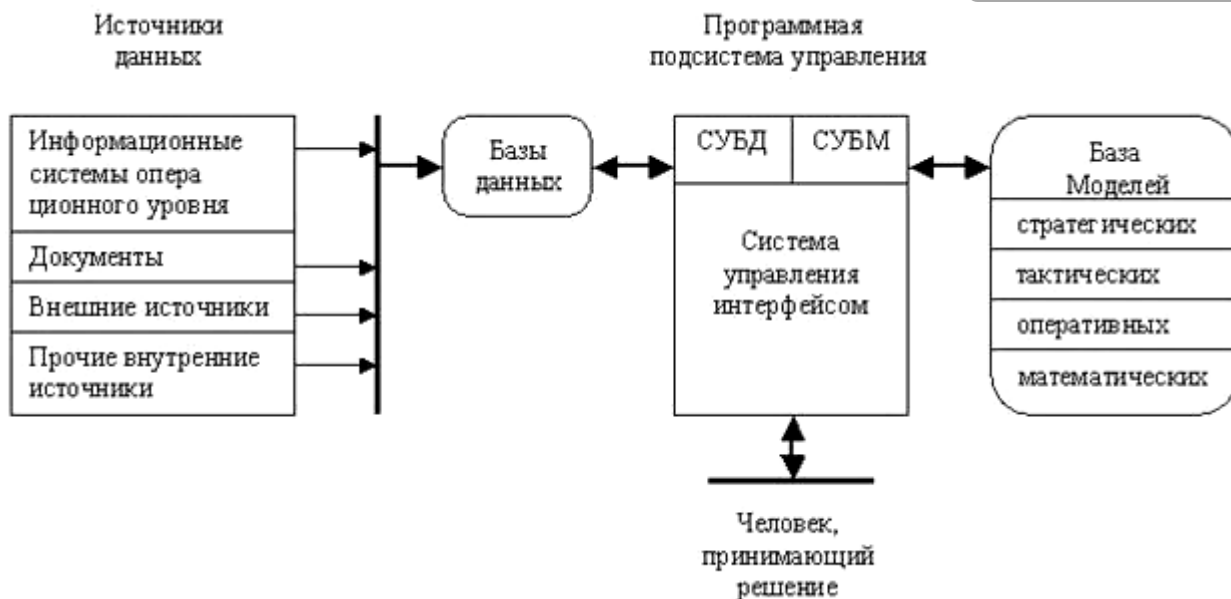 Источники
данных
Программная
подсистема управления
Информационные
системы опера
ционного уровня
Документы
Внешние источники
Прочие внутренние
источники
Базы
данных
СУБД
СУБМ
Система
управления
интерфейсом
База
Моделей
стратегических
тактических
оперативных
математических
Человек,
принимающий
решение